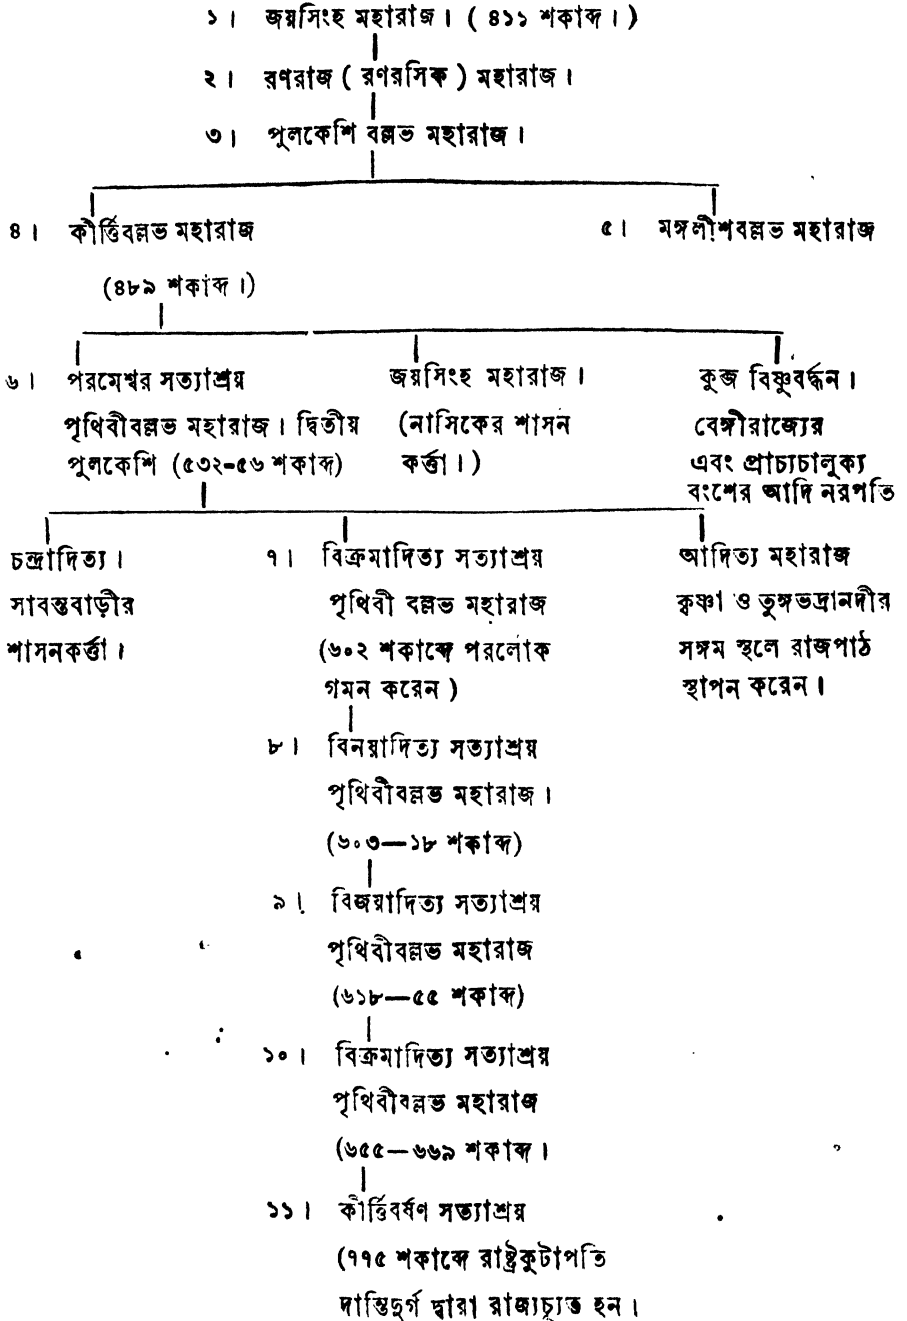 ১। জয়সিংহ মহারাজ। (৪১১ শকাব্দ।)
২। রণরাজ (রণরসিক) মহারাজ।
৩। পুলকেশি বল্লভ মহারাজ।
৪। কীর্ত্তিবল্লভ মহারাজ
(৪৮৯ শকাব্দ।)
৫। মঙ্গলীশবল্লভ মহারাজ
৬। পরমেশ্বর সত্যাশ্রয়
পৃথিবীবল্লভ মহারাজ। দ্বিতীয়
পুলকেশি (৫৩২-৫৬ শকাব্দ)
জয়সিংহ মহারাজ।
(নাসিকের শাসন
কর্ত্তা।)
কুব্জ বিষ্ণুবর্দ্ধন।
বেঙ্গীরাজ্যের
এবং প্রাচ্যচালুক্য
বংশের আদি নরপতি
চন্দ্রাদিত্য।
সাবন্তবাড়ীর
শাসনকর্ত্তা।
৭। বিক্রমাদিত্য সত্যাশ্রয়
পৃথিবী বল্লভ মহারাজ
(৬০২ শকাব্দে পরলোক
গমন করেন)
আদিত্য মহারাজ
কৃষ্ণা ও তুঙ্গভদ্রানদীর
সঙ্গম স্থলে রাজপাঠ
স্থাপন করেন।
৮। বিনয়াদিত্য সত্যাশ্রয়
পৃথিবীবল্লভ মহারাজ।
(৬০৩—১৮ শকাব্দ)
৯। বিজয়াদিত্য সত্যাশ্রয়
পৃথিবীবল্লভ মহারাজ
(৬১৮—৫৫ শকাব্দ)
১০। বিক্রমাদিত্য সত্যাশ্রয়
পৃথিবীবল্লভ মহারাজ
(৬৫৫—৬৬৯ শকাব্দ।
১১। কীর্ত্তিবর্ষণ সত্যাশ্রয়
(৭৭৫ শকাব্দে রাষ্ট্রকুটাপতি
দান্তিদুর্গ দ্বারা রাজ্যচ্যুত হন।